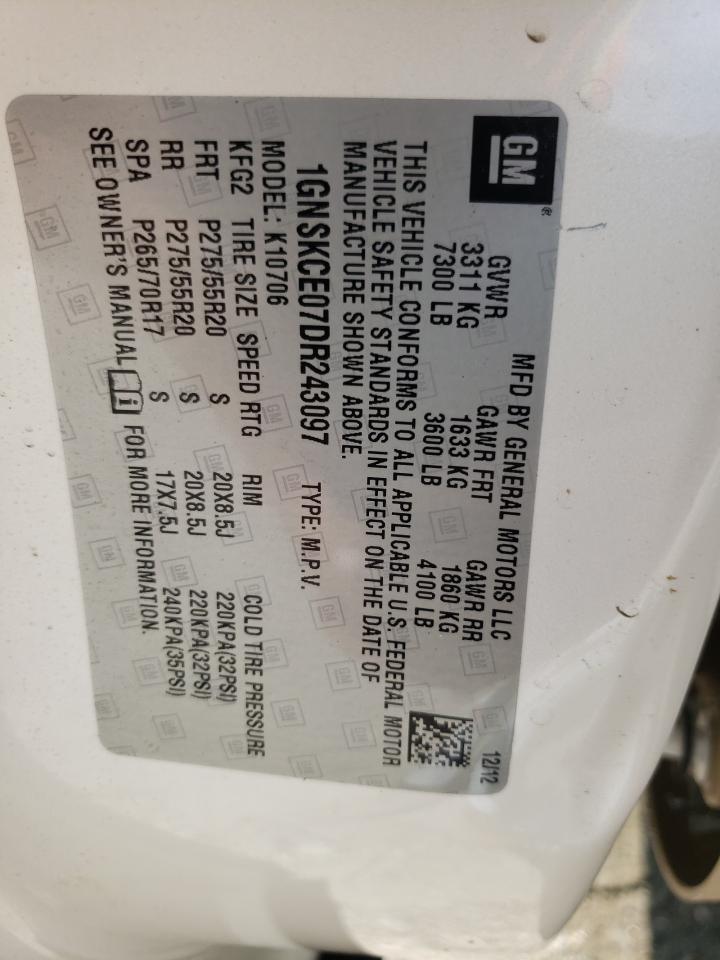 GM®
MFD BY GENERAL MOTORS LLC 12/12
GVWR GAWR FRT GAWR RR
3311 KG 1633 KG 1860 KG
7300 LB 3600 LB 4100 LB
THIS VEHICLE CONFORMS TO ALL APPLICABLE U.S. FEDERAL MOTOR
VEHICLE SAFETY STANDARDS IN EFFECT ON THE DATE OF
MANUFACTURE SHOWN ABOVE.
1GNSKCE07DR243097 TYPE: M.P.V.
MODEL: K10706
KFG2 TIRE SIZE SPEED RTG RIM COLD TIRE PRESSURE
FRT P275/55R20 S 20X8.5J 220KPA(32PSI)
RR P275/55R20 S 20X8.5J 220KPA(32PSI)
SPA P265/70R17 S 17X7.5J 240KPA(35PSI)
SEE OWNER'S MANUAL i FOR MORE INFORMATION.